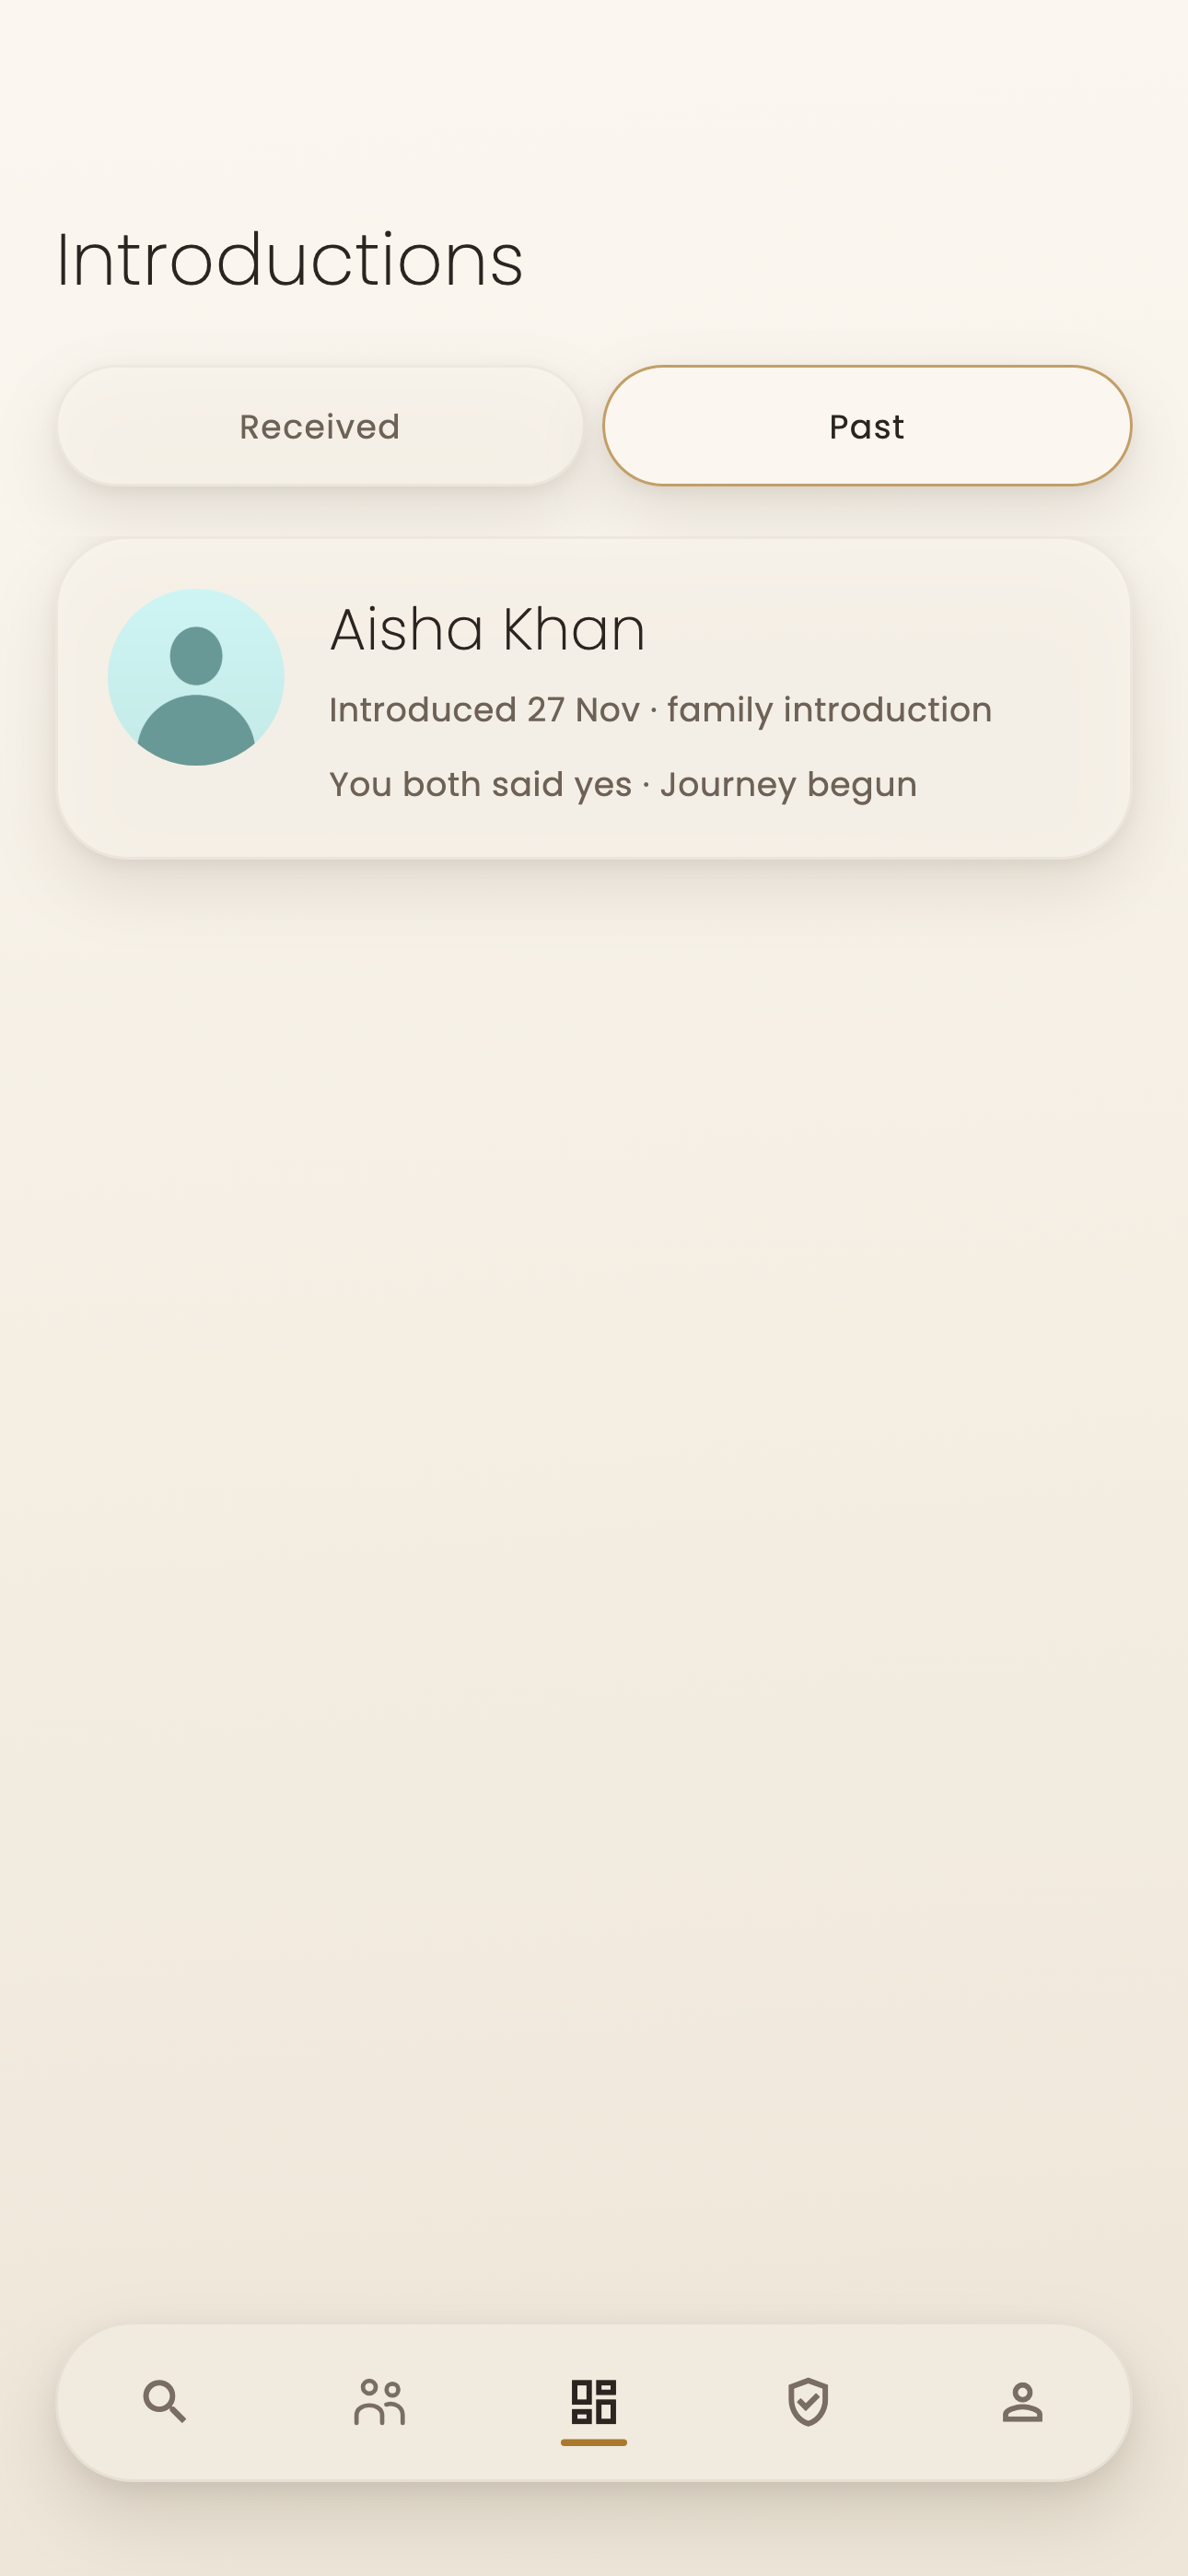 Introductions
Received
Past
Aisha Khan
Introduced 27 Nov · family introduction
You both said yes · Journey begun